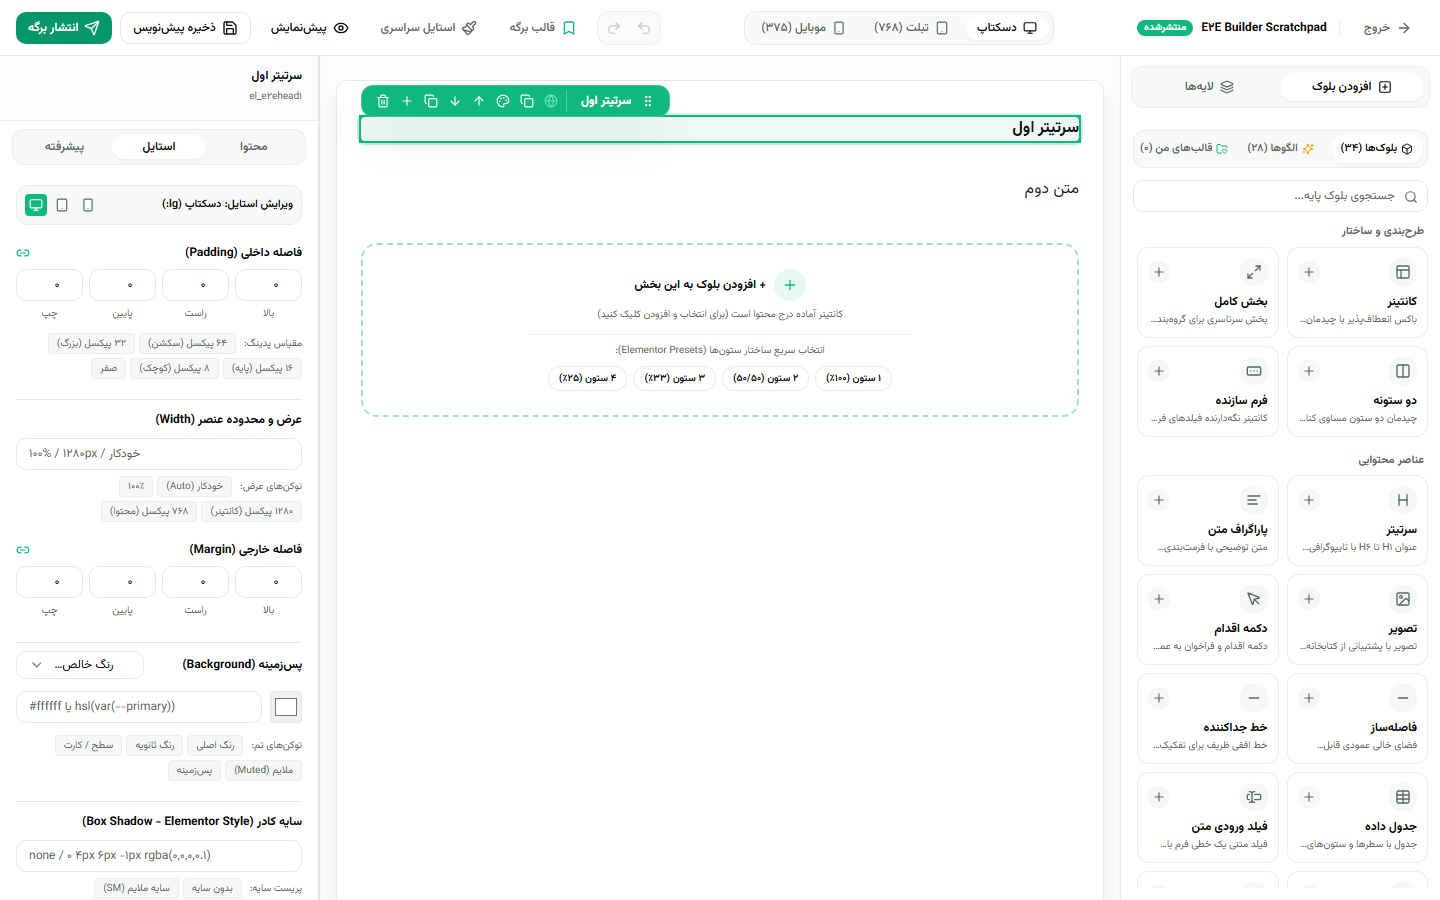 خروج
E2E Builder Scratchpad
منتشرشده
دسکتاپ
تبلت (۷۶۸)
موبایل (۳۷۵)
قالب برگه
استایل سراسری
پیش‌نمایش
ذخیره پیش‌نویس
انتشار برگه
افزودن بلوک
لایه‌ها
بلوک‌ها (۳۴)
الگوها (۲۸)
قالب‌های من (۰)
جستجوی بلوک پایه...
طرح‌بندی و ساختار
کانتینر
باکس انعطاف‌پذیر با چیدمان...
بخش کامل
بخش سرتاسری برای گروه‌بند...
دو ستونه
چیدمان دو ستون مساوی کنا...
فرم سازنده
کانتینر نگه‌دارنده فیلدهای فر...
عناصر محتوایی
سرتیتر
عنوان H۱ تا H۶ با تایپوگرافی...
پاراگراف متن
متن توضیحی با فرمت‌بندی...
تصویر
تصویر با پشتیبانی از کتابخانه...
دکمه اقدام
دکمه اقدام و فراخوان به عم...
فاصله‌ساز
فضای خالی عمودی قابل...
خط جداکننده
خط افقی ظریف برای تفکیک...
جدول داده
جدول با سطرها و ستون‌های...
فیلد ورودی متن
فیلد متنی یک خطی فرم با...
سرتیتر اول
سرتیتر اول
متن دوم
+ افزودن بلوک به این بخش
کانتینر آماده درج محتوا است (برای انتخاب و افزودن کلیک کنید)
انتخاب سریع ساختار ستون‌ها (Elementor Presets):
۱ ستون (۱۰۰٪)
۲ ستون (۵۰/۵۰)
۳ ستون (۳۳٪)
۴ ستون (۲۵٪)
سرتیتر اول
el_e۲ehead۱
محتوا
استایل
پیشرفته
ویرایش استایل: دسکتاپ (lg:)
فاصله داخلی (Padding)
۰
۰
۰
۰
بالا
راست
پایین
چپ
مقیاس پدینگ:
۶۴ پیکسل (سکشن)
۳۲ پیکسل (بزرگ)
۱۶ پیکسل (پایه)
۸ پیکسل (کوچک)
صفر
عرض و محدوده عنصر (Width)
خودکار / ۱۲۸۰px / ۱۰۰%
توکن‌های عرض:
خودکار (Auto)
۱۰۰٪
۱۲۸۰ پیکسل (کانتینر)
۷۶۸ پیکسل (محتوا)
فاصله خارجی (Margin)
۰
۰
۰
۰
بالا
راست
پایین
چپ
پس‌زمینه (Background)
رنگ خالص...
#ffffff یا hsl(var(--primary))
توکن‌های تم:
رنگ اصلی
رنگ ثانویه
سطح / کارت
ملایم (Muted)
پس‌زمینه
سایه کادر (Box Shadow - Elementor Style)
none / ۰ ۴px ۶px -۱px rgba(۰,۰,۰,۰.۱)
پریست سایه:
بدون سایه
سایه ملایم (SM)